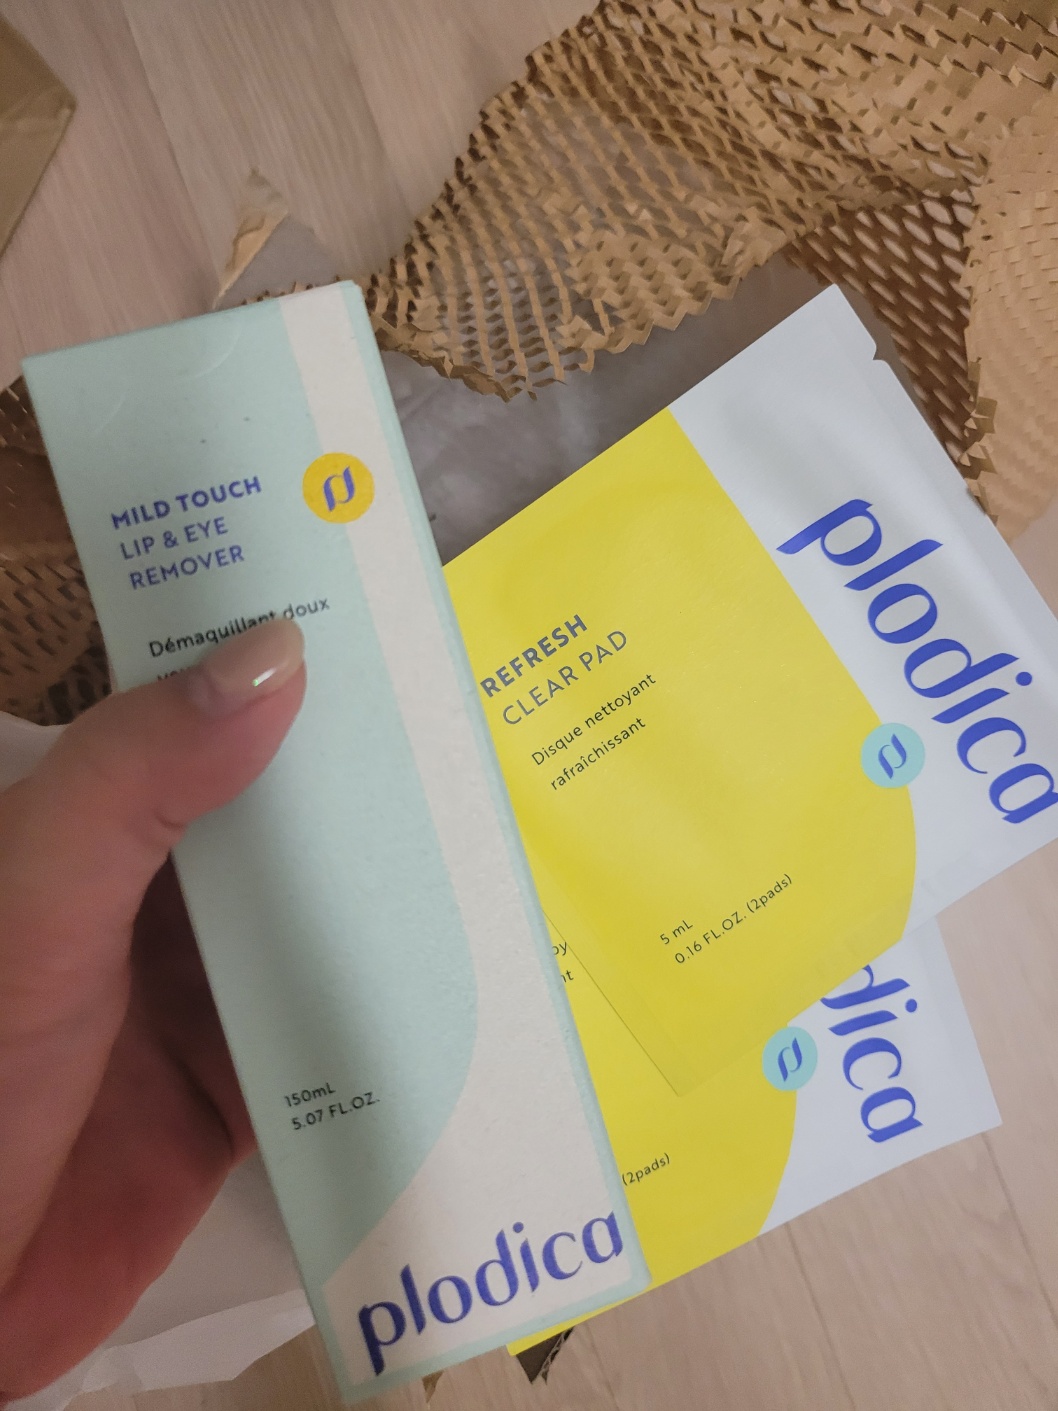 MILD TOUCH
LIP & EYE
REMOVER
Démaquillant doux
150mL
5.07 FL.OZ.
plodica
REFRESH
CLEAR PAD
Disque nettoyant
rafraîchissant
5 mL
0.16 FL.OZ. (2pads)
plodica
(2pads)
dica